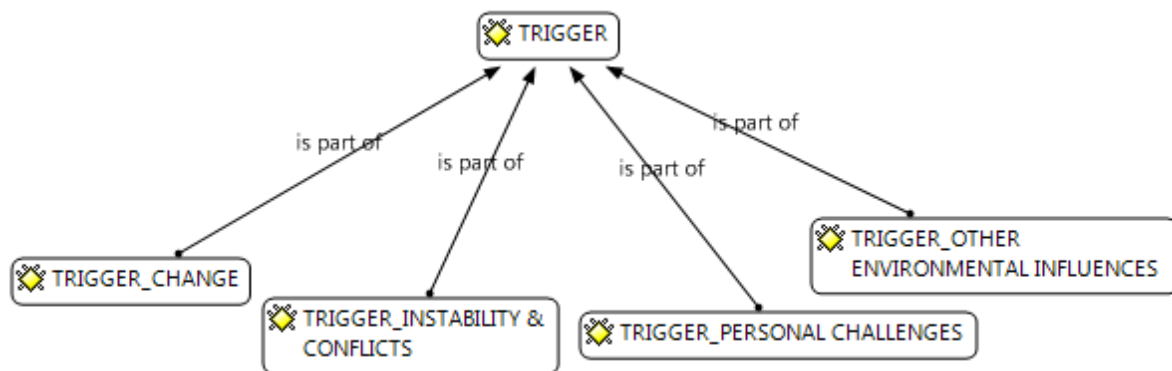 TRIGGER
is part of
is part of
is part of
is part of
TRIGGER_OTHER
ENVIRONMENTAL INFLUENCES
TRIGGER_CHANGE
TRIGGER_INSTABILITY &
CONFLICTS
TRIGGER_PERSONAL CHALLENGES